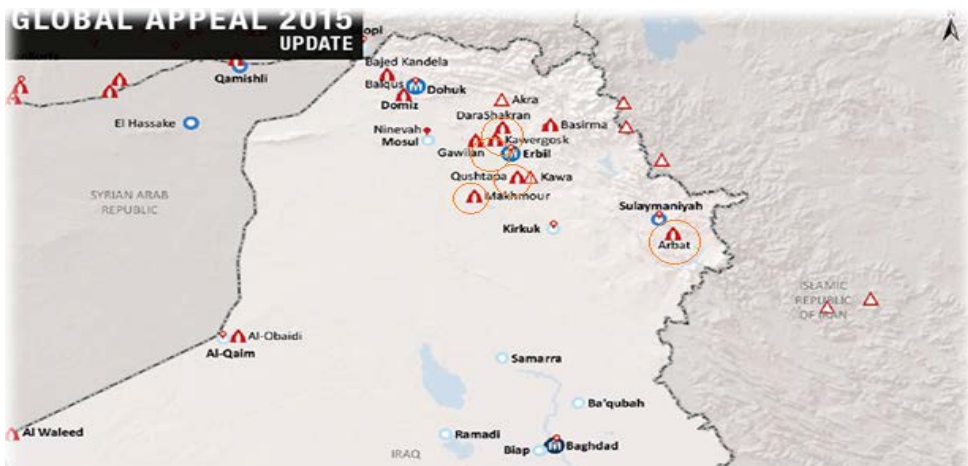 GLOBAL APPEAL 2015
UPDATE
Qamishli
El Hassake
SYRIAN ARAB
REPUBLIC
Bajed Kandela
Dohuk
Domiz
Akra
DaraShakran
Basirma
Ninevah
Mosul
Kawergosk
Gawilan
Erbil
Qushtapa
Kawa
Makhmour
Sulaymaniyah
Kirkuk
Arbat
ISLAMIC
REPUBLIC
OF IRAN
Al-Obaidi
Al-Qaim
Samarra
Ba'qubah
Al Waleed
Ramadi
Biap
Baghdad
IRAQ